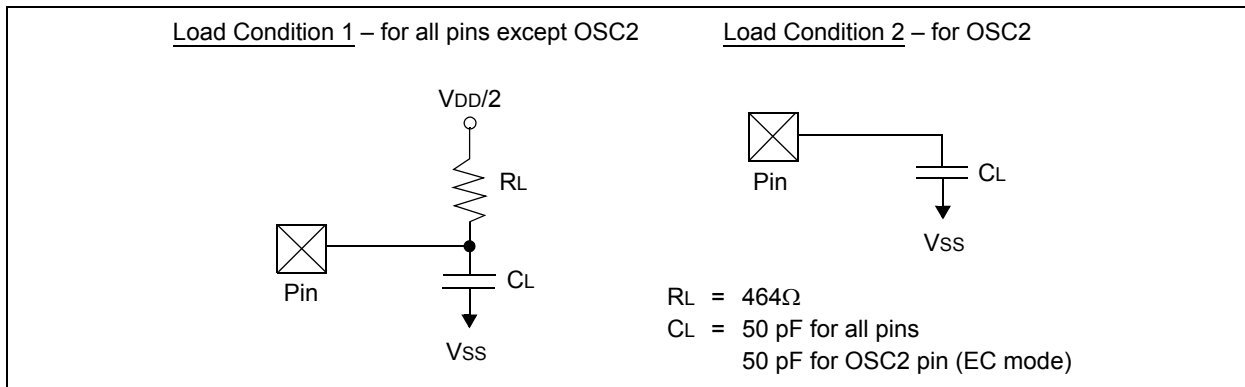 Load Condition 1 – for all pins except OSC2
VDD/2
RL
Pin
CL
VSS
Load Condition 2 – for OSC2
Pin
CL
VSS
RL = 464Ω
CL = 50 pF for all pins
50 pF for OSC2 pin (EC mode)